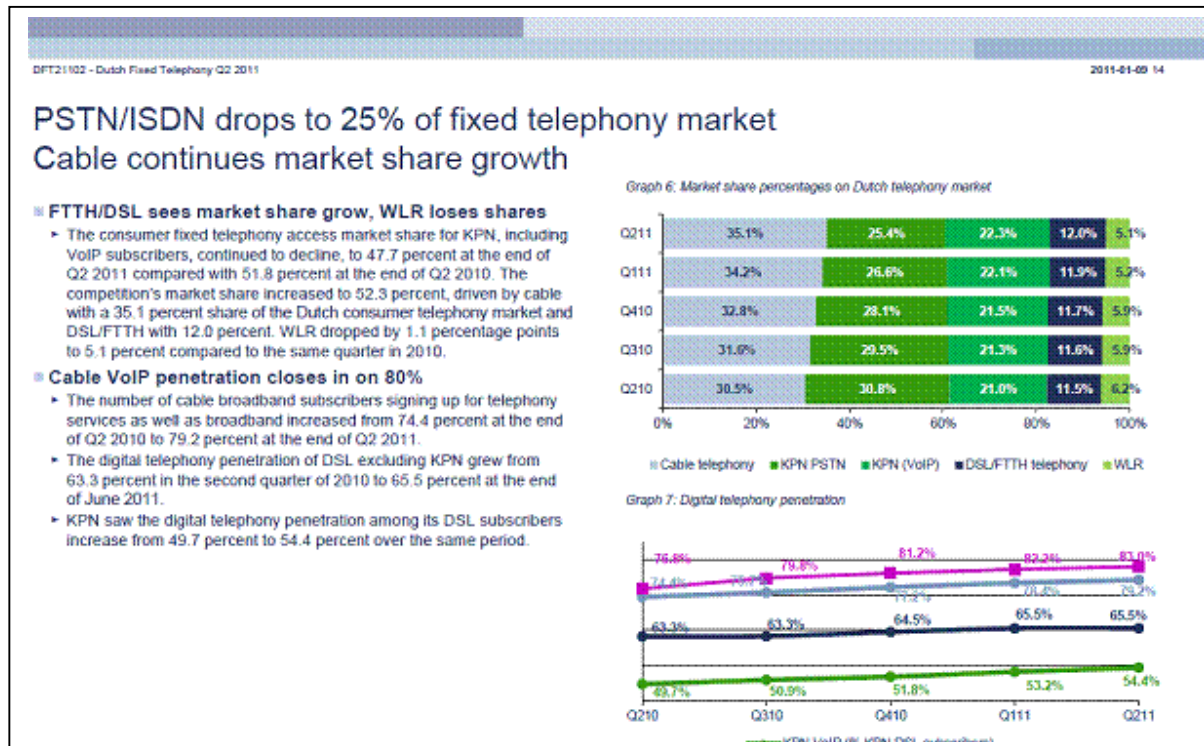 DFT21102 - Dutch Fixed Telephony Q2 2011
2011-01-09 14
PSTN/ISDN drops to 25% of fixed telephony market
Cable continues market share growth
FTTH/DSL sees market share grow, WLR loses shares
The consumer fixed telephony access market share for KPN, including
VoIP subscribers, continued to decline, to 47.7 percent at the end of
Q2 2011 compared with 51.8 percent at the end of Q2 2010. The
competition's market share increased to 52.3 percent, driven by cable
with a 35.1 percent share of the Dutch consumer telephony market and
DSL/FTTH with 12.0 percent. WLR dropped by 1.1 percentage points
to 5.1 percent compared to the same quarter in 2010.
Cable VoIP penetration closes in on 80%
The number of cable broadband subscribers signing up for telephony
services as well as broadband increased from 74.4 percent at the end
of Q2 2010 to 79.2 percent at the end of Q2 2011.
The digital telephony penetration of DSL excluding KPN grew from
63.3 percent in the second quarter of 2010 to 65.5 percent at the end
of June 2011.
KPN saw the digital telephony penetration among its DSL subscribers
increase from 49.7 percent to 54.4 percent over the same period.
Graph 6: Market share percentages on Dutch telephony market
Q211 35.1% 25.4% 22.3% 12.0% 5.1%
Q111 34.2% 26.6% 22.1% 11.9% 5.2%
Q410 32.8% 28.1% 21.5% 11.7% 5.9%
Q310 31.6% 29.5% 21.3% 11.6% 5.9%
Q210 30.5% 30.8% 21.0% 11.5% 6.2%
0% 20% 40% 60% 80% 100%
Cable telephony KPN PSTN KPN (VoIP) DSL/FTTH telephony WLR
Graph 7: Digital telephony penetration
76.8% 79.8% 81.2% 82.2% 83.0%
74.4% 77.2% 78.4% 79.2%
63.3% 63.3% 64.5% 65.5% 65.5%
49.7% 50.9% 51.8% 53.2% 54.4%
Q210 Q310 Q410 Q111 Q211
KPN VoIP (% KPN DSL subscribers)